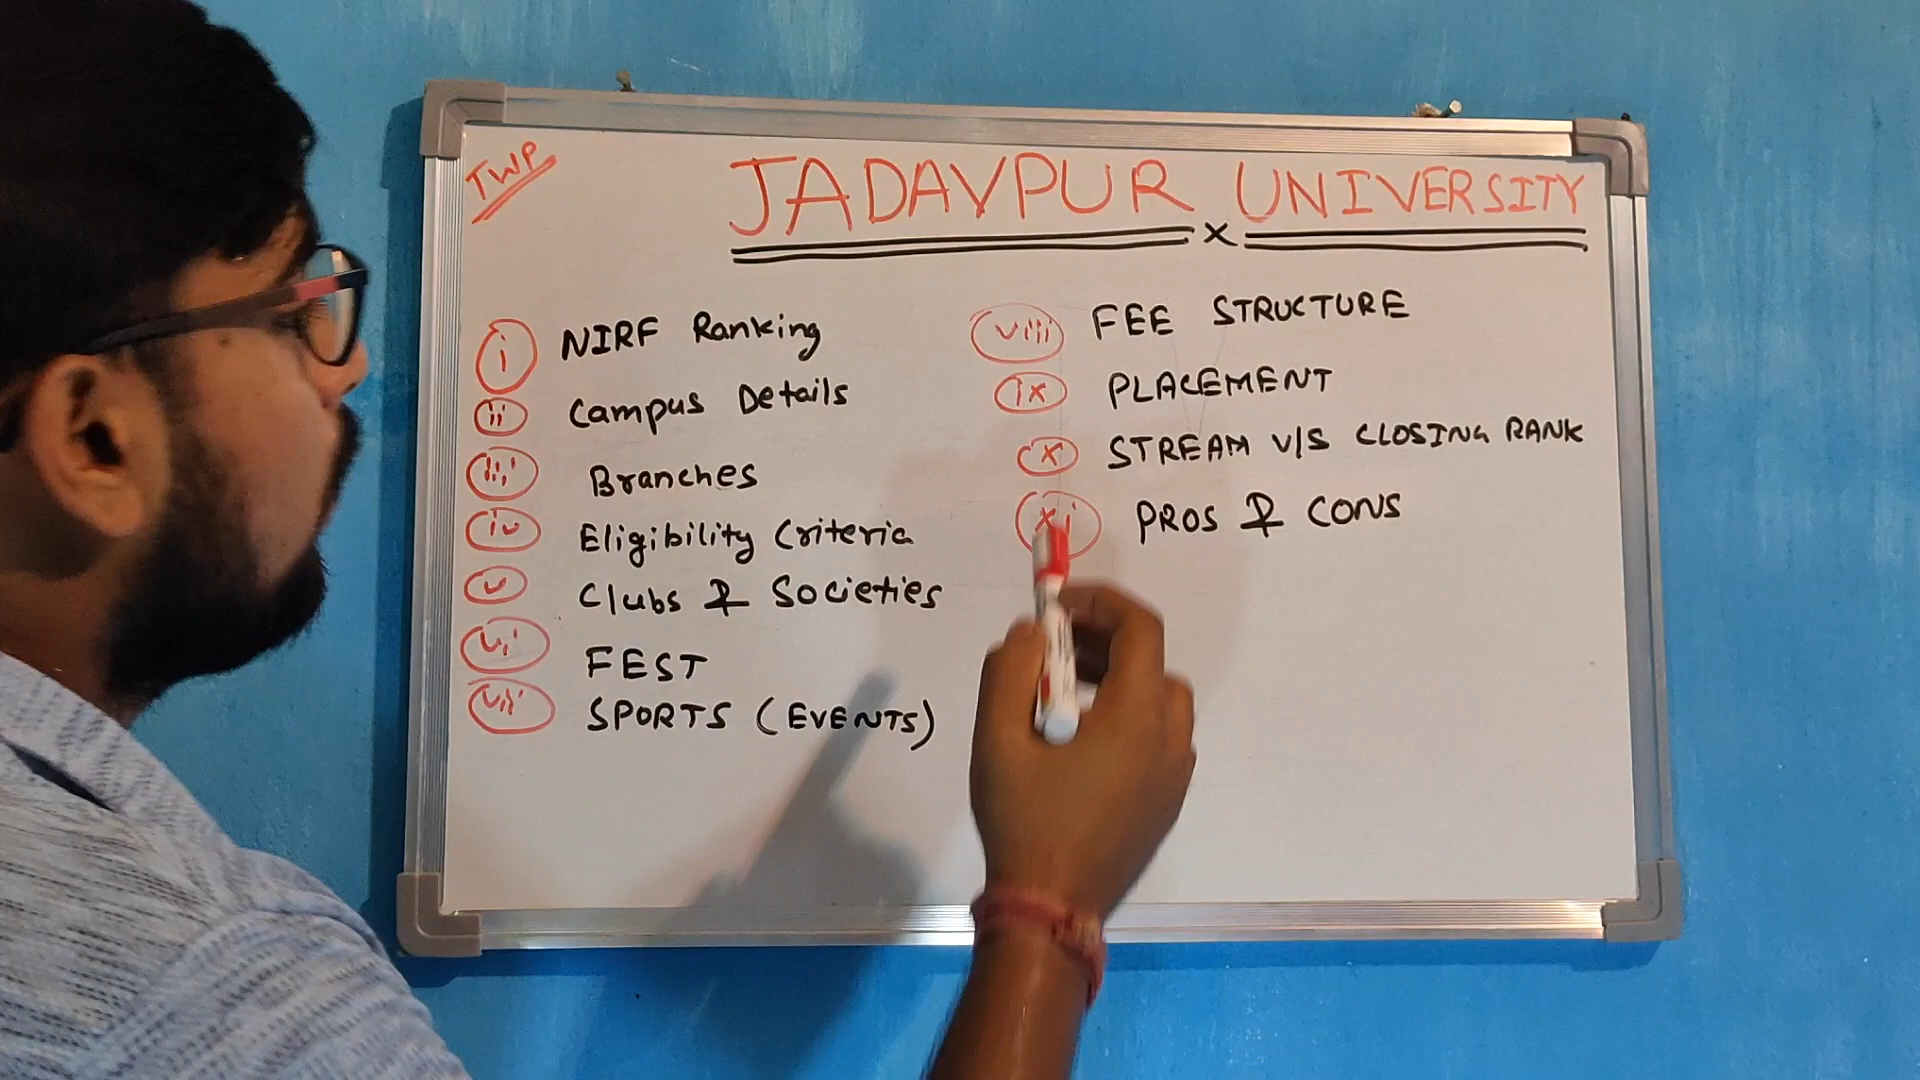 TWP
JADAVPUR x UNIVERSITY
i NIRF Ranking
ii Campus Details
iii Branches
iv Eligibility Criteria
v Clubs & Societies
vi FEST
vii SPORTS (EVENTS)
viii FEE STRUCTURE
ix PLACEMENT
x STREAM V/S CLOSING RANK
xi PROS & CONS